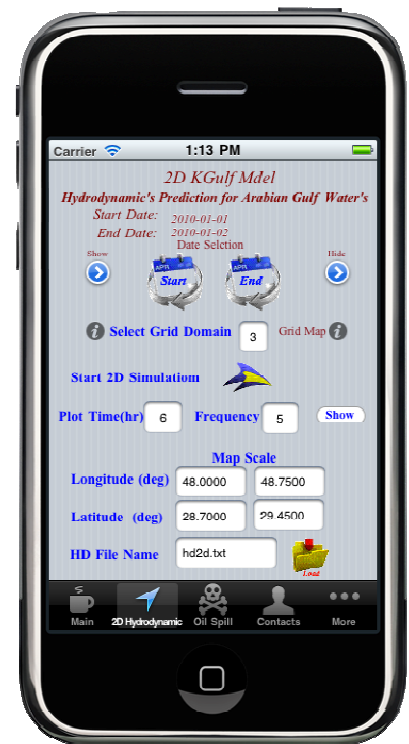 Carrier 1:13 PM
2D KGulf Mdel
Hydrodynamic's Prediction for Arabian Gulf Water's
Start Date: 2010-01-01
End Date: 2010-01-02
Date Seletion
Show Hide
APR Start APR End
i Select Grid Domain 3 Grid Map i
Start 2D Simulatiom
Plot Time(hr) 6 Frequency 5 Show
Map Scale
Longitude (deg) 48.0000 48.7500
Latitude (deg) 28.7000 29.4500
HD File Name hd2d.txt Load
Main 2D Hydrodynamic Oil Spill Contacts More